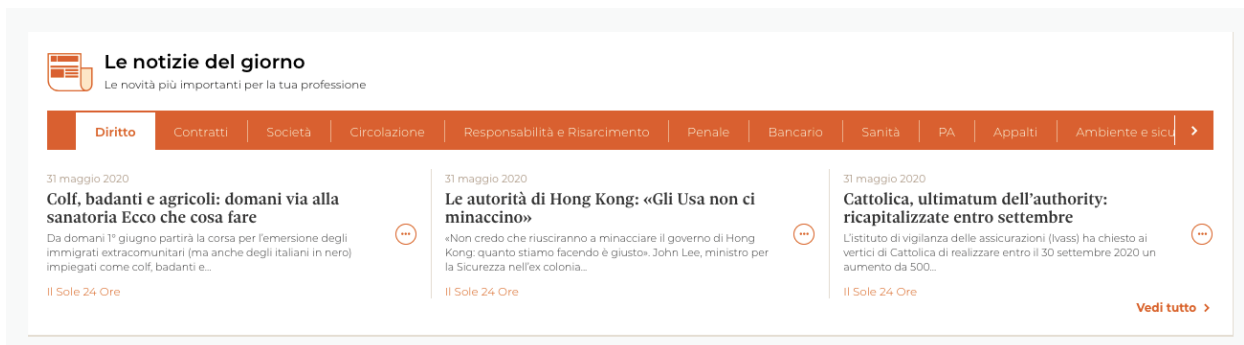 Le notizie del giorno
Le novità più importanti per la tua professione
Diritto
Contratti
Società
Circolazione
Responsabilità e Risarcimento
Penale
Bancario
Sanità
PA
Appalti
Ambiente e sicu
31 maggio 2020
Colf, badanti e agricoli: domani via alla
sanatoria Ecco che cosa fare
Da domani 1° giugno partirà la corsa per l'emersione degli
immigrati extracomunitari (ma anche degli italiani in nero)
impiegati come colf, badanti e...
Il Sole 24 Ore
31 maggio 2020
Le autorità di Hong Kong: «Gli Usa non ci
minaccino»
«Non credo che riusciranno a minacciare il governo di Hong
Kong: quanto stiamo facendo è giusto». John Lee, ministro per
la Sicurezza nell'ex colonia...
Il Sole 24 Ore
31 maggio 2020
Cattolica, ultimatum dell'authority:
ricapitalizzate entro settembre
L'istituto di vigilanza delle assicurazioni (Ivass) ha chiesto ai
vertici di Cattolica di realizzare entro il 30 settembre 2020 un
aumento da 500...
Il Sole 24 Ore
Vedi tutto